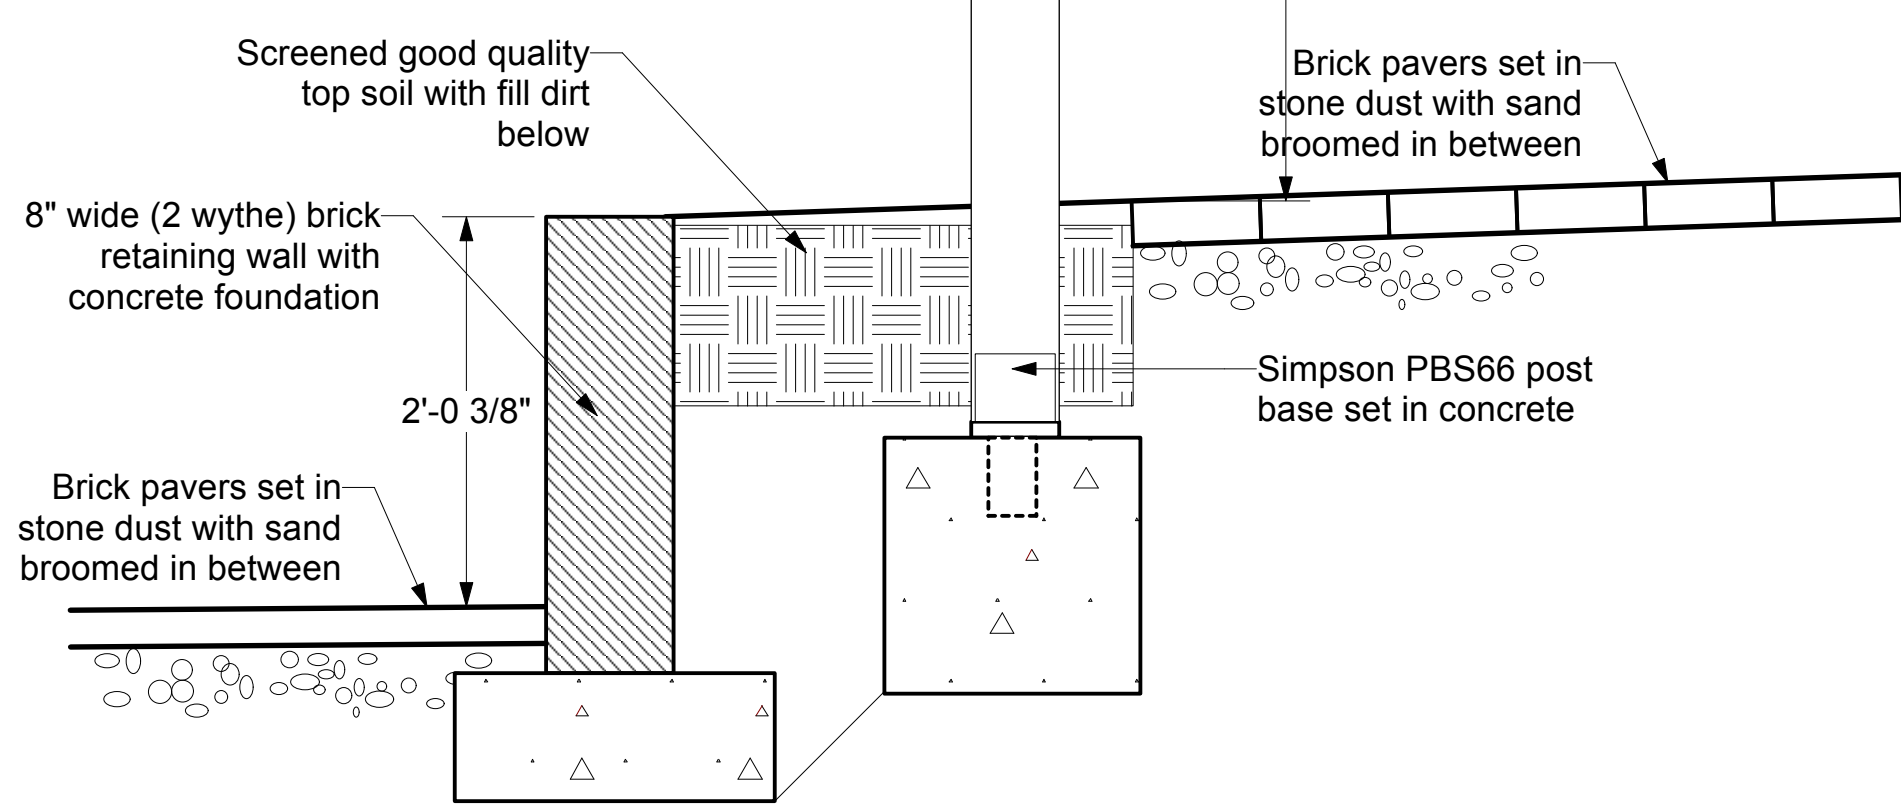 Screened good quality
top soil with fill dirt
below
Brick pavers set in
stone dust with sand
broomed in between
8" wide (2 wythe) brick
retaining wall with
concrete foundation
2'-0 3/8"
Simpson PBS66 post
base set in concrete
Brick pavers set in
stone dust with sand
broomed in between